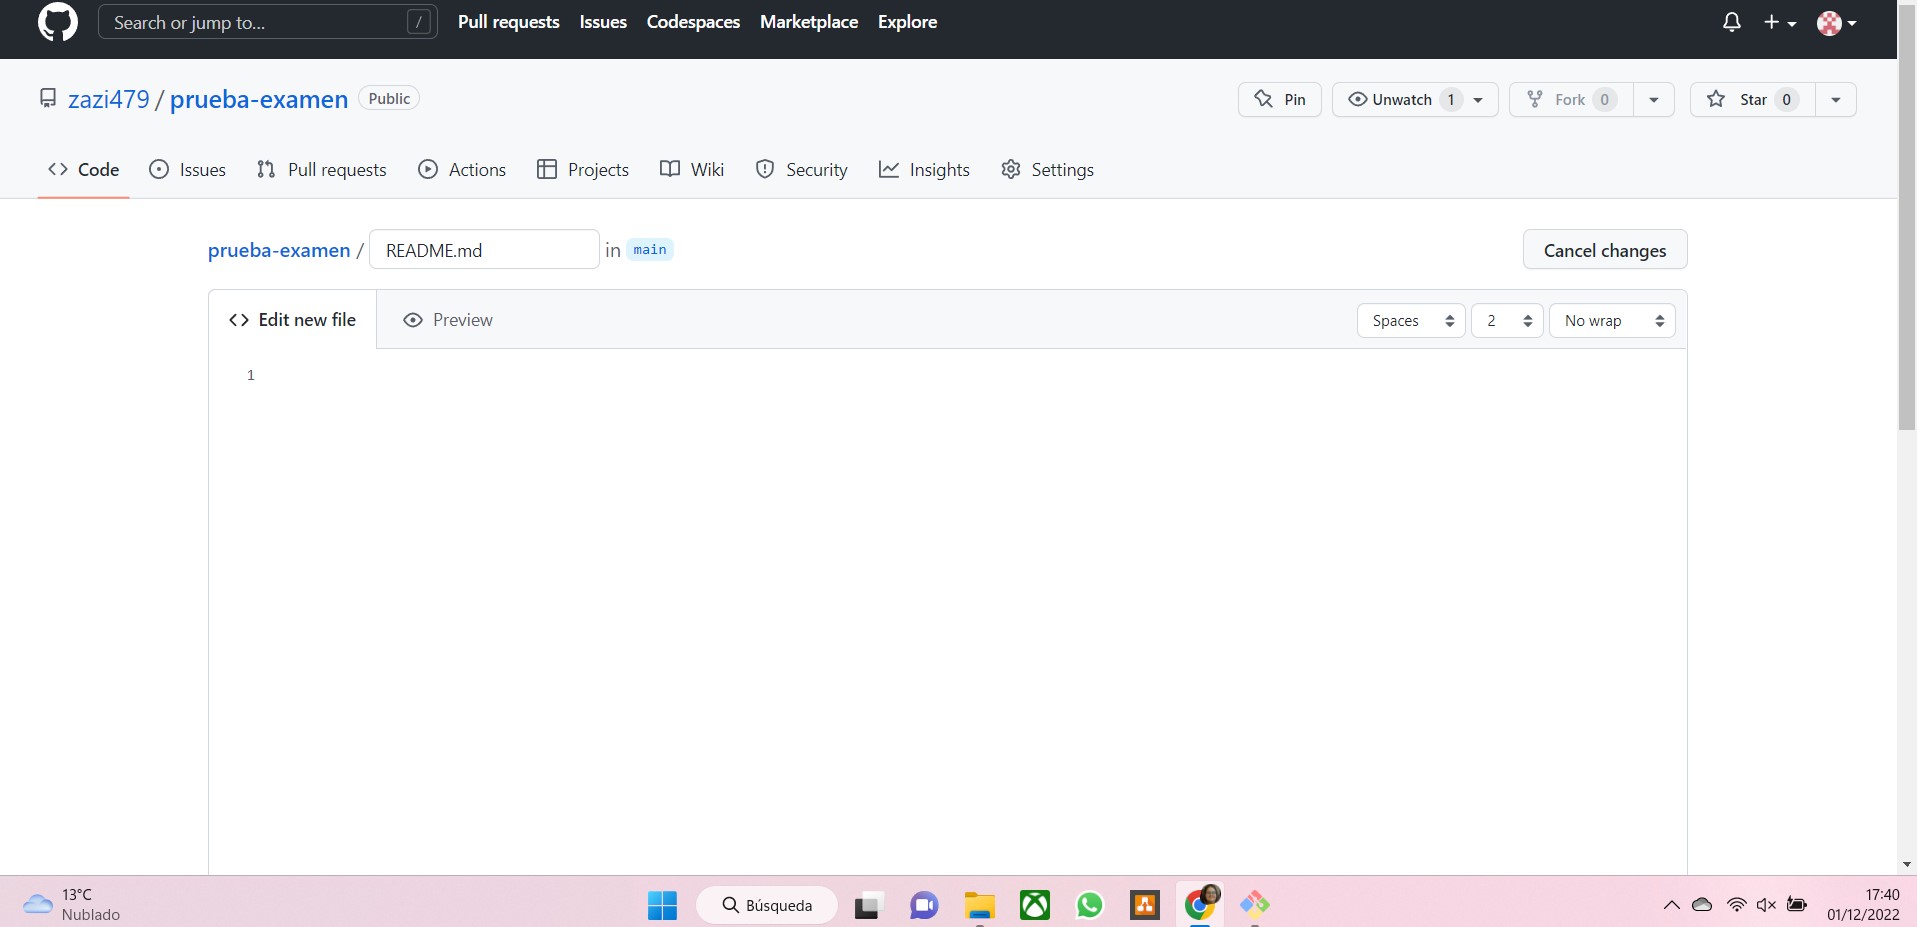 Search or jump to... / Pull requests Issues Codespaces Marketplace Explore
zazi479 / prueba-examen Public Pin Unwatch 1 Fork 0 Star 0
Code Issues Pull requests Actions Projects Wiki Security Insights Settings
prueba-examen / README.md in main Cancel changes
Edit new file Preview Spaces 2 No wrap
1
13°C
Nublado
Búsqueda
17:40
01/12/2022